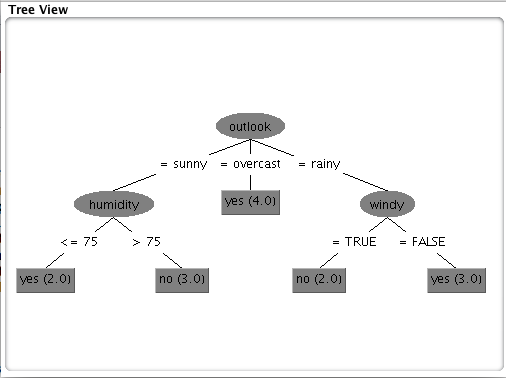 Tree View
outlook
= sunny = overcast = rainy
humidity yes (4.0) windy
<= 75 > 75 = TRUE = FALSE
yes (2.0) no (3.0) no (2.0) yes (3.0)